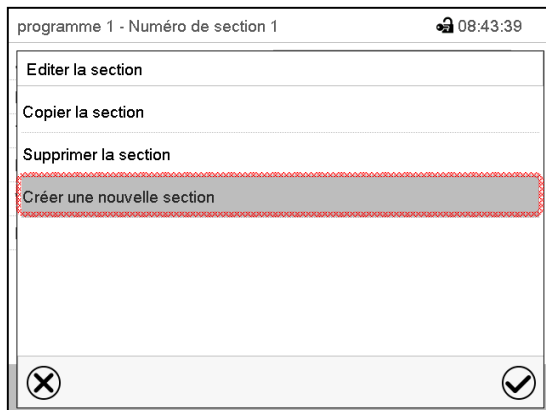 programme 1 - Numéro de section 1 08:43:39
Editer la section
Copier la section
Supprimer la section
Créer une nouvelle section